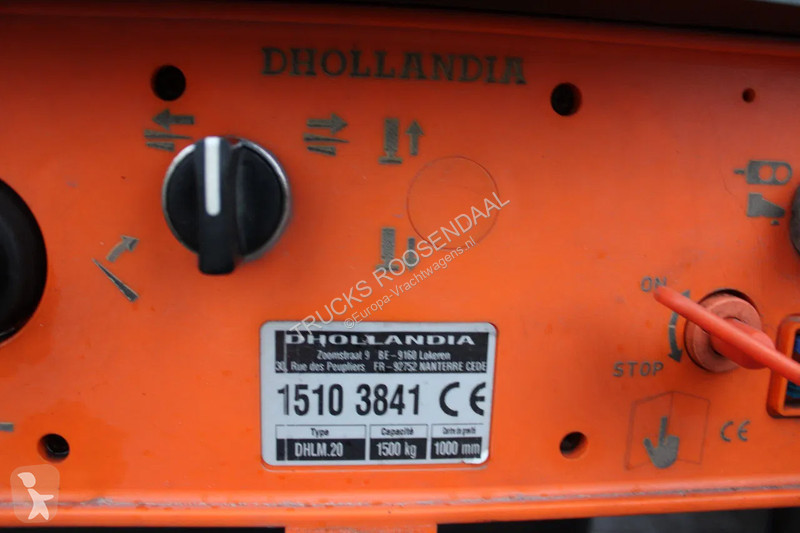 DHOLLANDIA
TRUCKS ROOSENDAAL
©Europa-Vrachtwagens.nl
ON
STOP
DHOLLANDIA
Zoomstraat 9 BE-9160 Lokeren
30, Rue des Peupliers FR-92752 NANTERRE CEDE
1510 3841 CE
Type Capacité
DHLM.20 1500 kg 1000 mm
CE